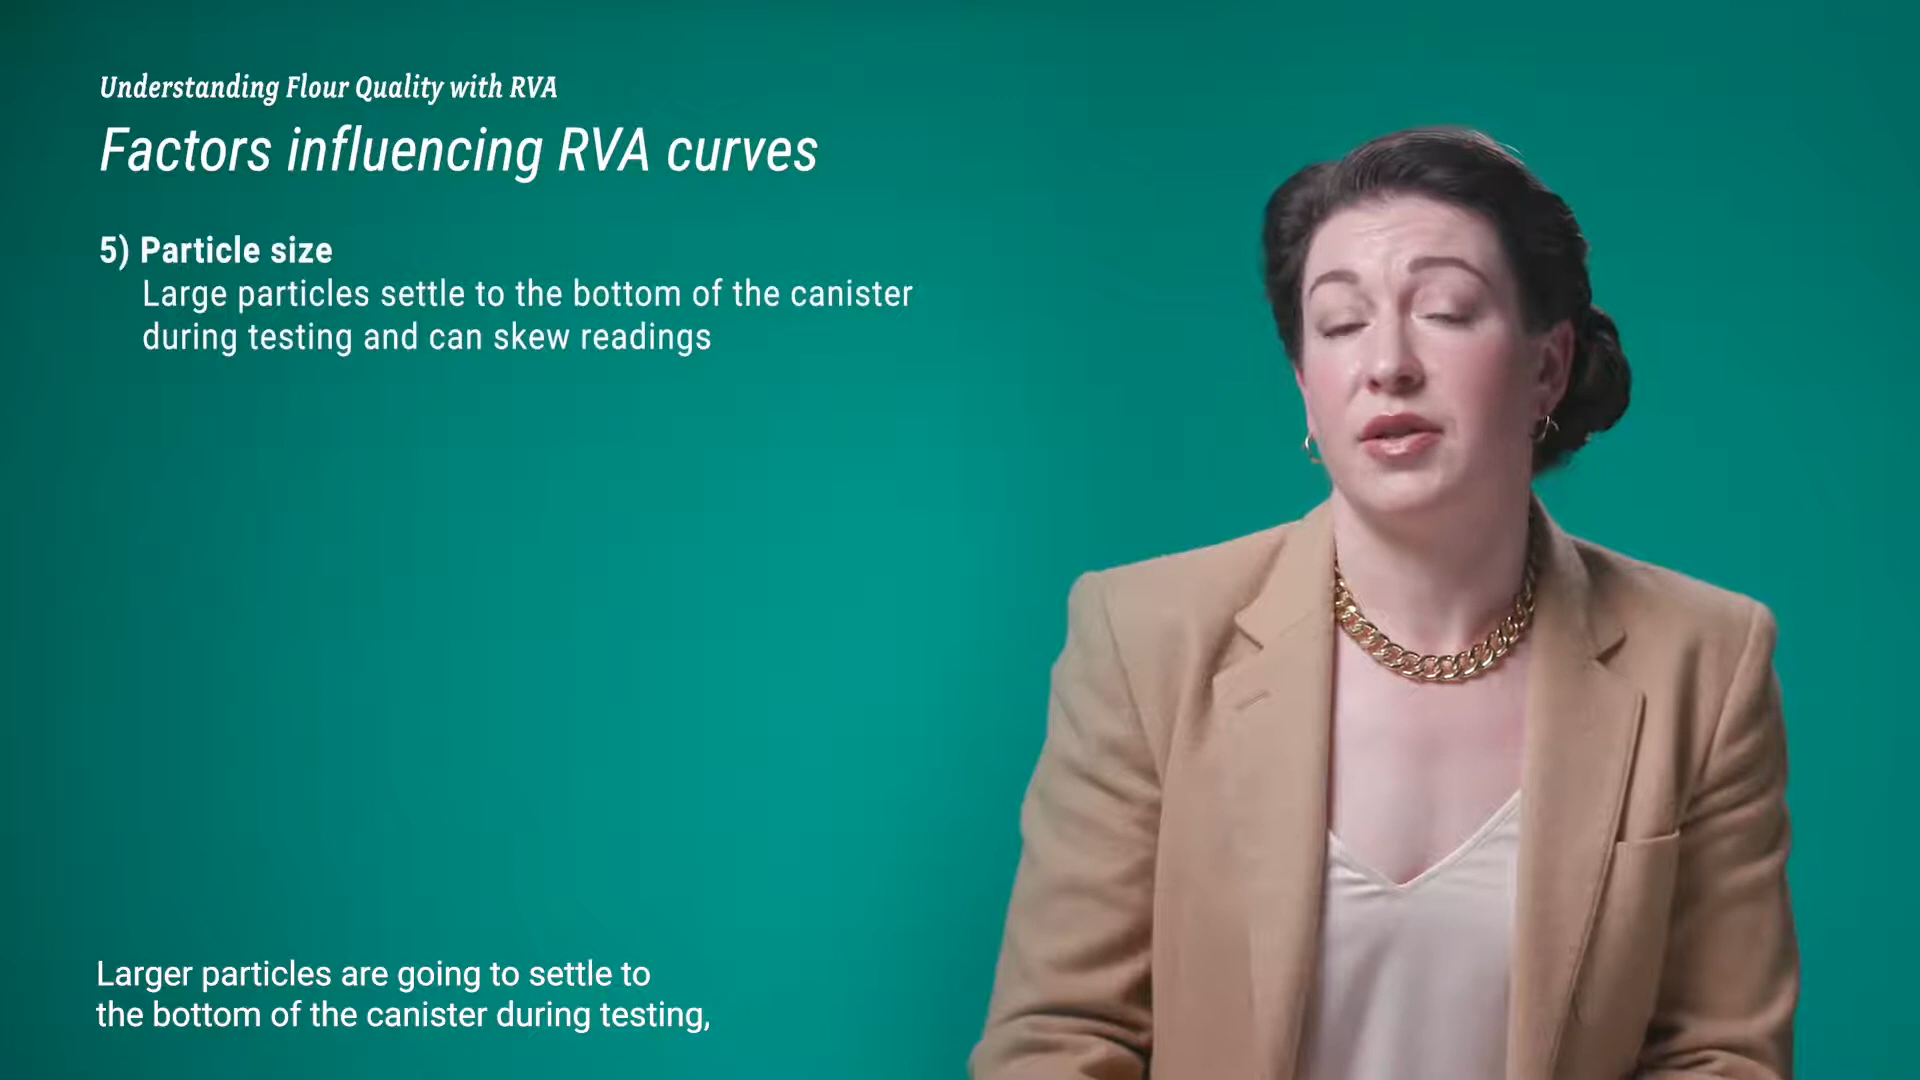 Understanding Flour Quality with RVA
Factors influencing RVA curves
5) Particle size
Large particles settle to the bottom of the canister
during testing and can skew readings
Larger particles are going to settle to
the bottom of the canister during testing,